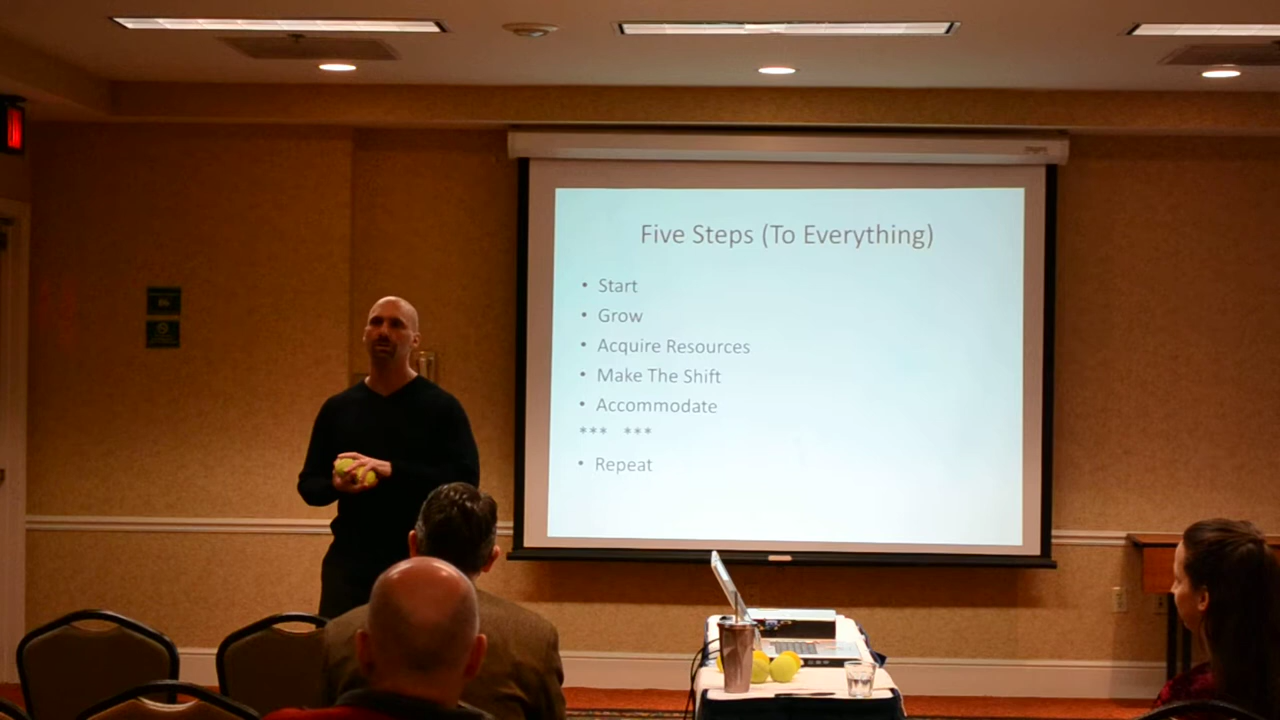 Five Steps (To Everything)
• Start
• Grow
• Acquire Resources
• Make The Shift
• Accommodate
*** ***
• Repeat